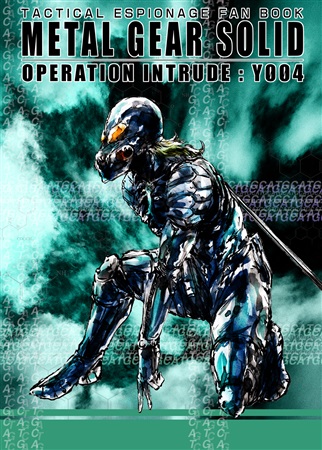 TACTICAL ESPIONAGE FAN BOOK
METAL GEAR SOLID
OPERATION INTRUDE : Y004